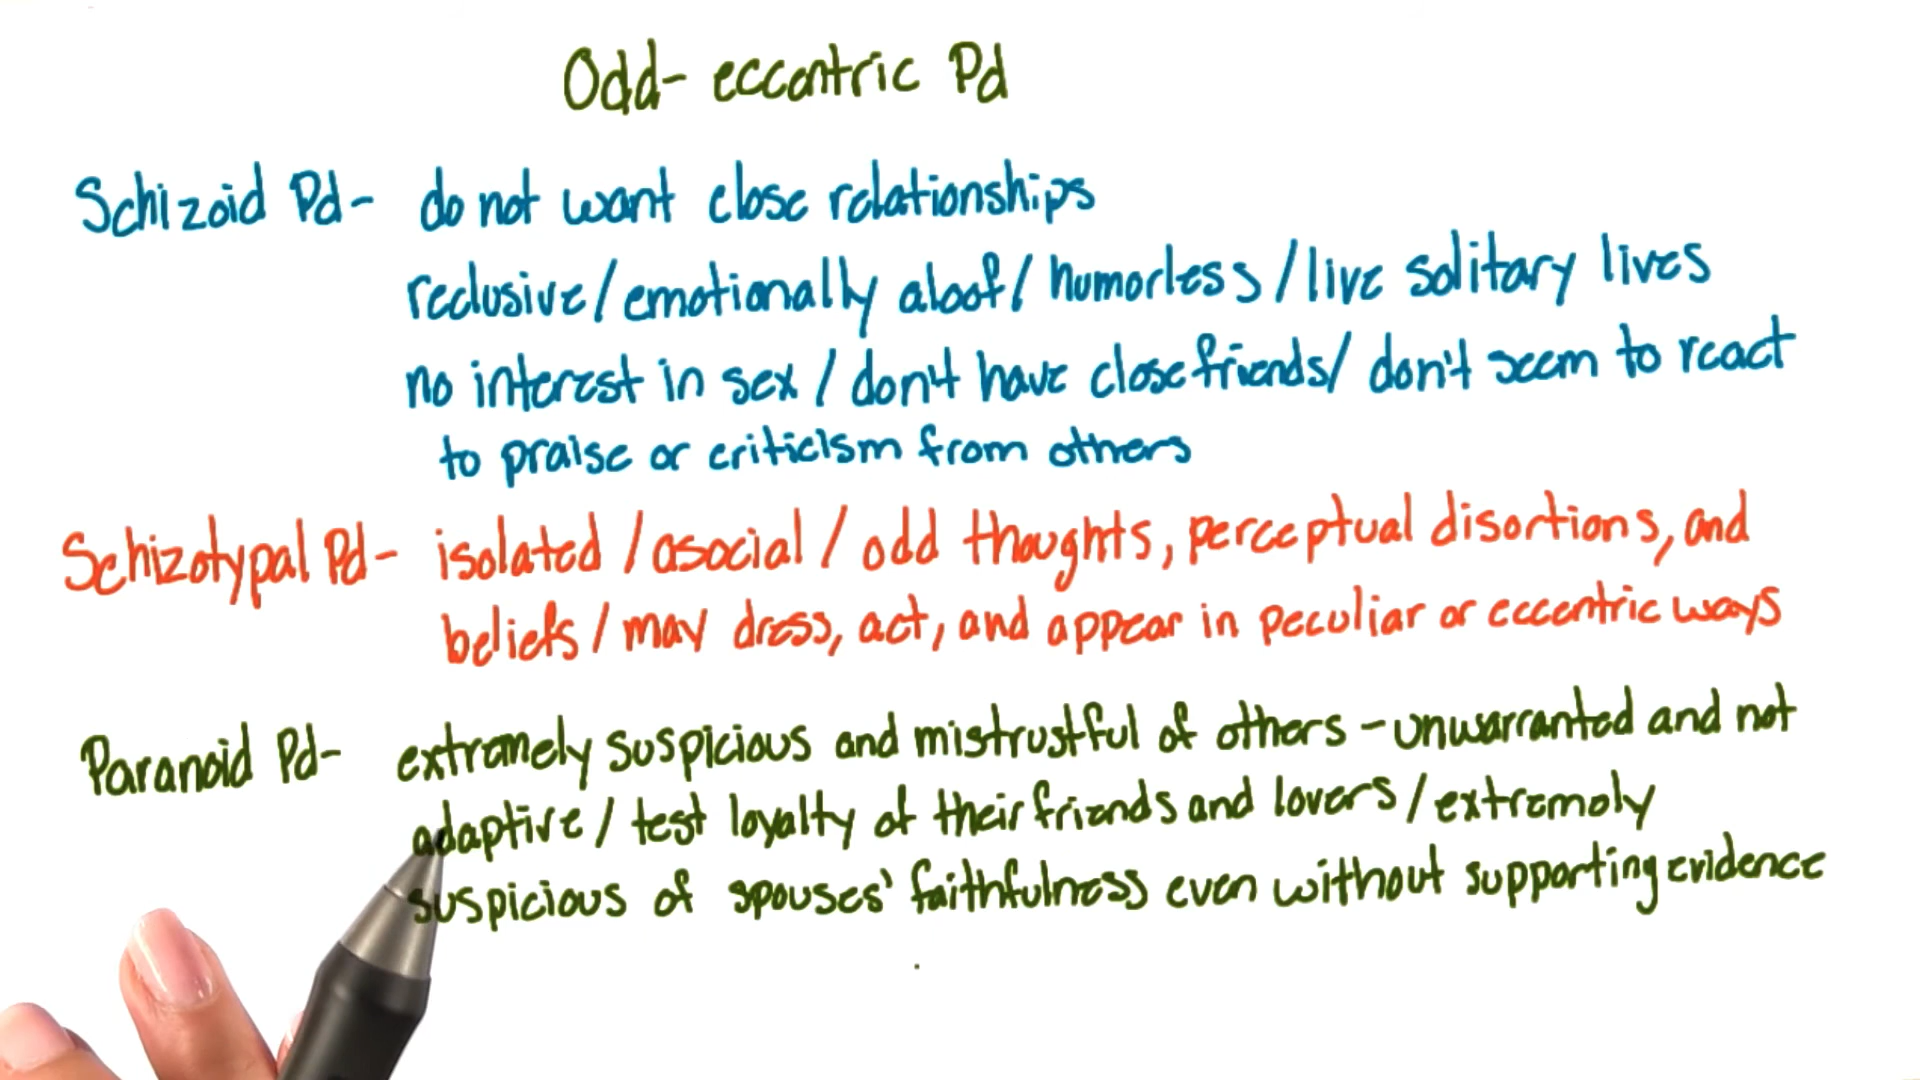 Odd- eccentric Pd
Schizoid Pd- do not want close relationships
reclusive/emotionally aloof/ humorless/live solitary lives
no interest in sex / don't have close friends/ don't seem to react
to praise or criticism from others
Schizotypal Pd- isolated / asocial / odd thoughts, perceptual disortions, and
beliefs / may dress, act, and appear in peculiar or eccentric ways
Paranoid Pd- extremely suspicious and mistrustful of others - unwarranted and not
adaptive / test loyalty of their friends and lovers / extremely
suspicious of spouses' faithfulness even without supporting evidence